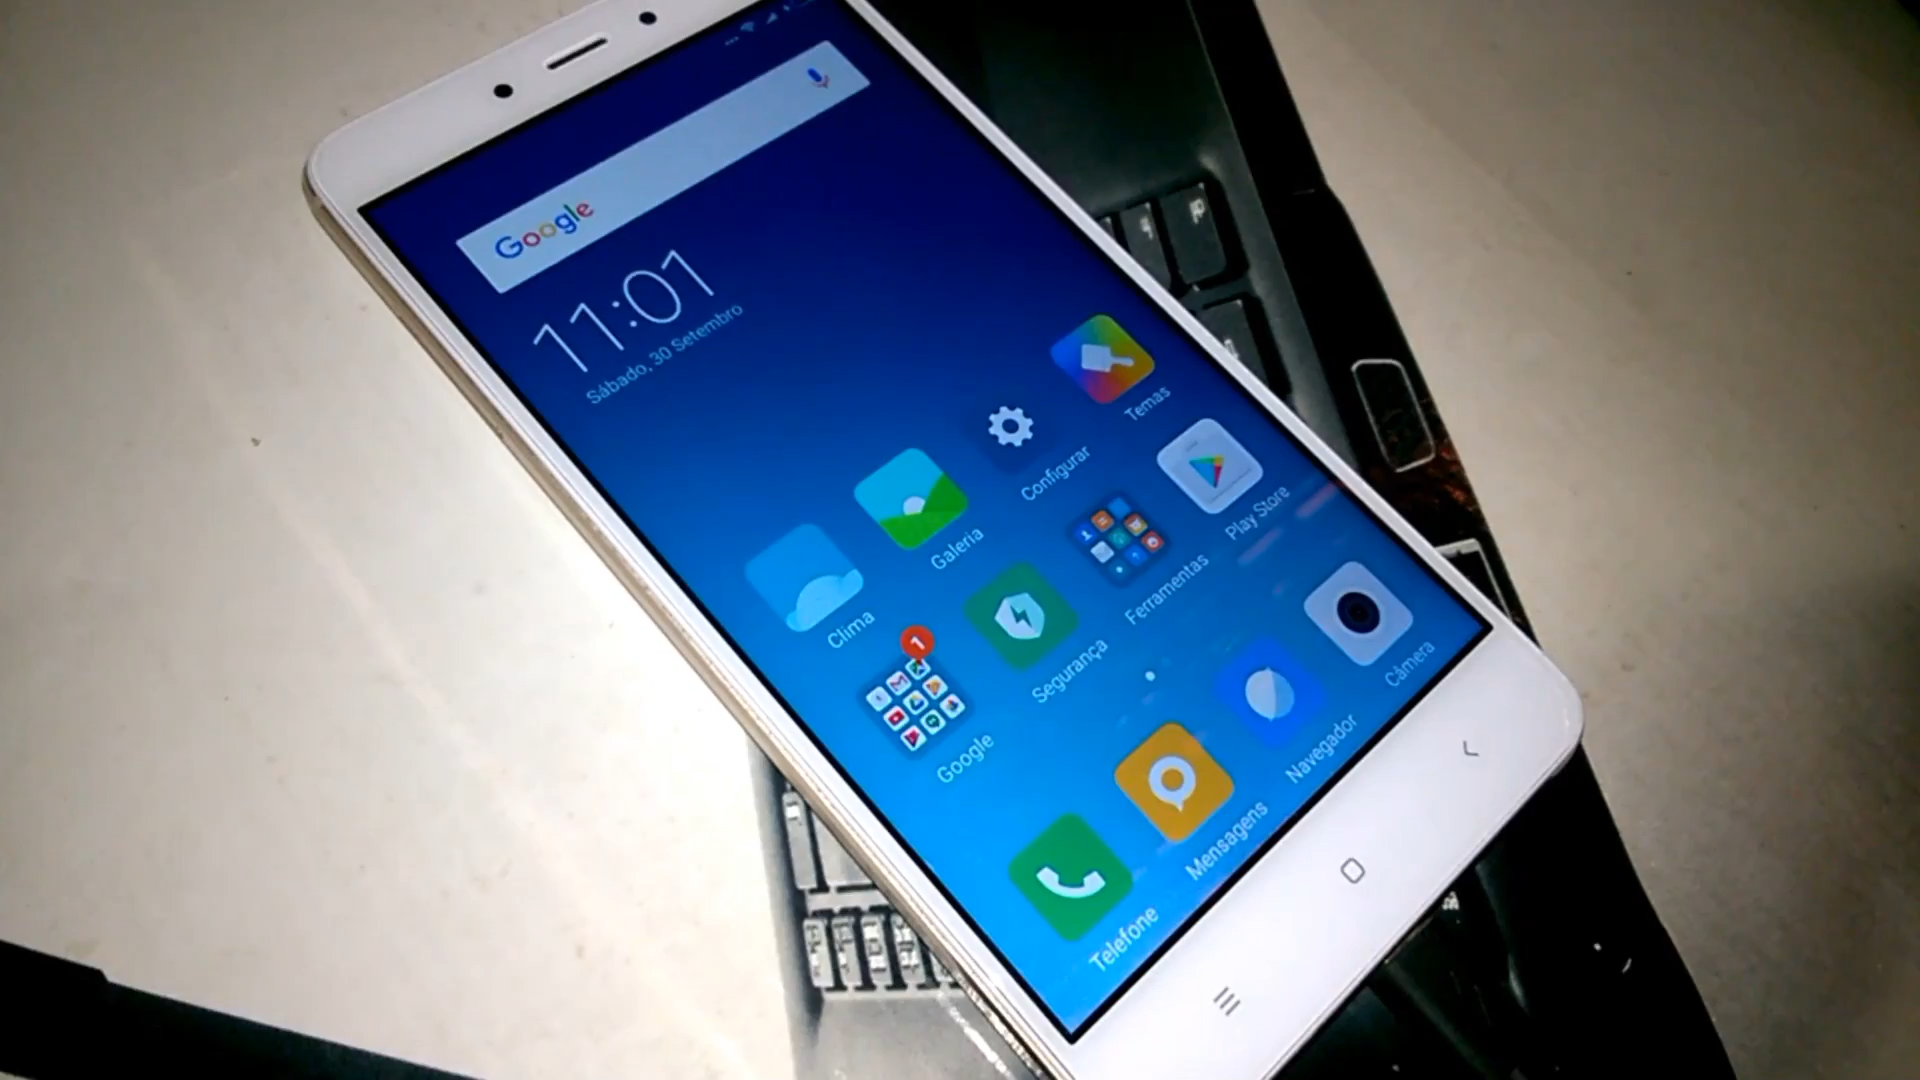 Google
11:01
Sábado, 30 Setembro
Clima
Galeria
Configurar
Temas
1
Google
Segurança
Ferramentas
Play Store
Telefone
Mensagens
Navegador
Câmera